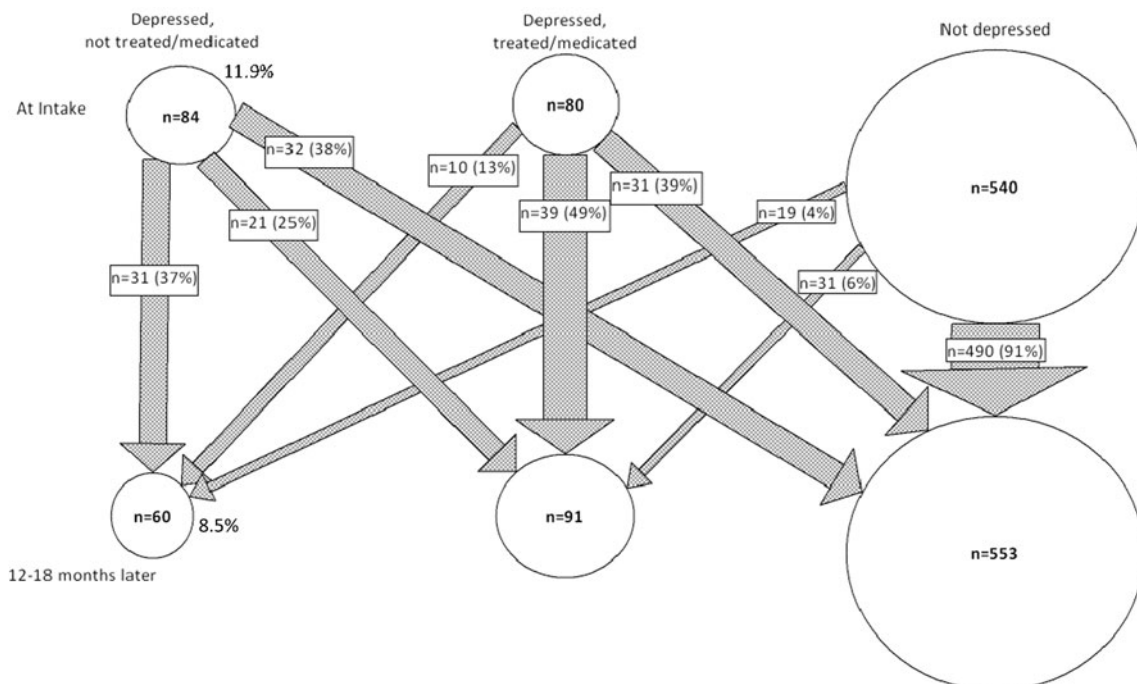 Depressed,
not treated/medicated
Depressed,
treated/medicated
Not depressed
11.9%
At Intake
n=84
n=80
n=540
n=32 (38%)
n=10 (13%)
n=31 (39%)
n=19 (4%)
n=21 (25%)
n=39 (49%)
n=31 (37%)
n=31 (6%)
n=490 (91%)
n=60
8.5%
n=91
n=553
12-18 months later